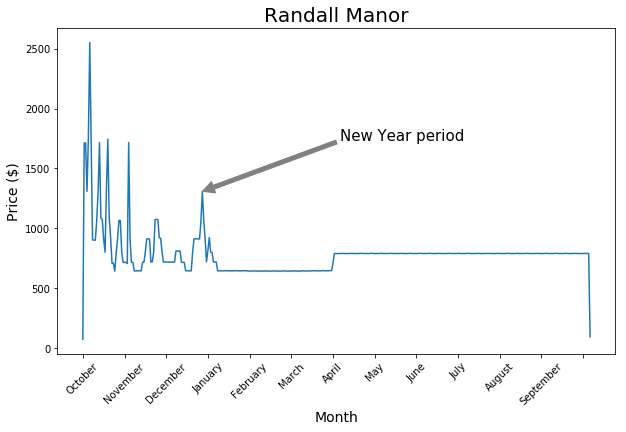 Randall Manor
2500
2000
1500
1000
500
0
Price ($)
New Year period
October
November
December
January
February
March
April
May
June
July
August
September
Month